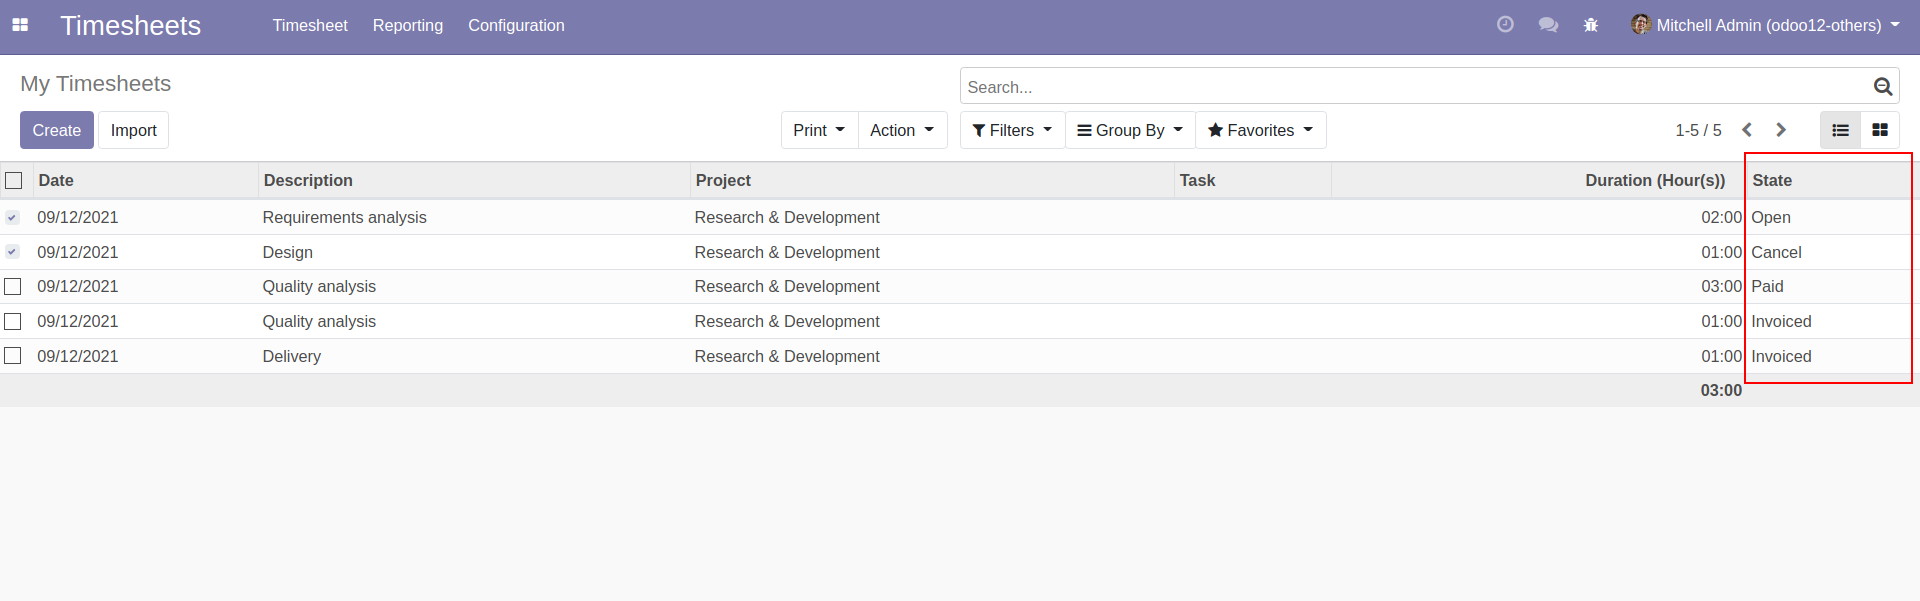 Timesheets Timesheet Reporting Configuration Mitchell Admin (odoo12-others)
My Timesheets Search...
Create Import Print Action Filters Group By Favorites 1-5 / 5
Date Description Project Task Duration (Hour(s)) State
09/12/2021 Requirements analysis Research & Development 02:00 Open
09/12/2021 Design Research & Development 01:00 Cancel
09/12/2021 Quality analysis Research & Development 03:00 Paid
09/12/2021 Quality analysis Research & Development 01:00 Invoiced
09/12/2021 Delivery Research & Development 01:00 Invoiced
03:00